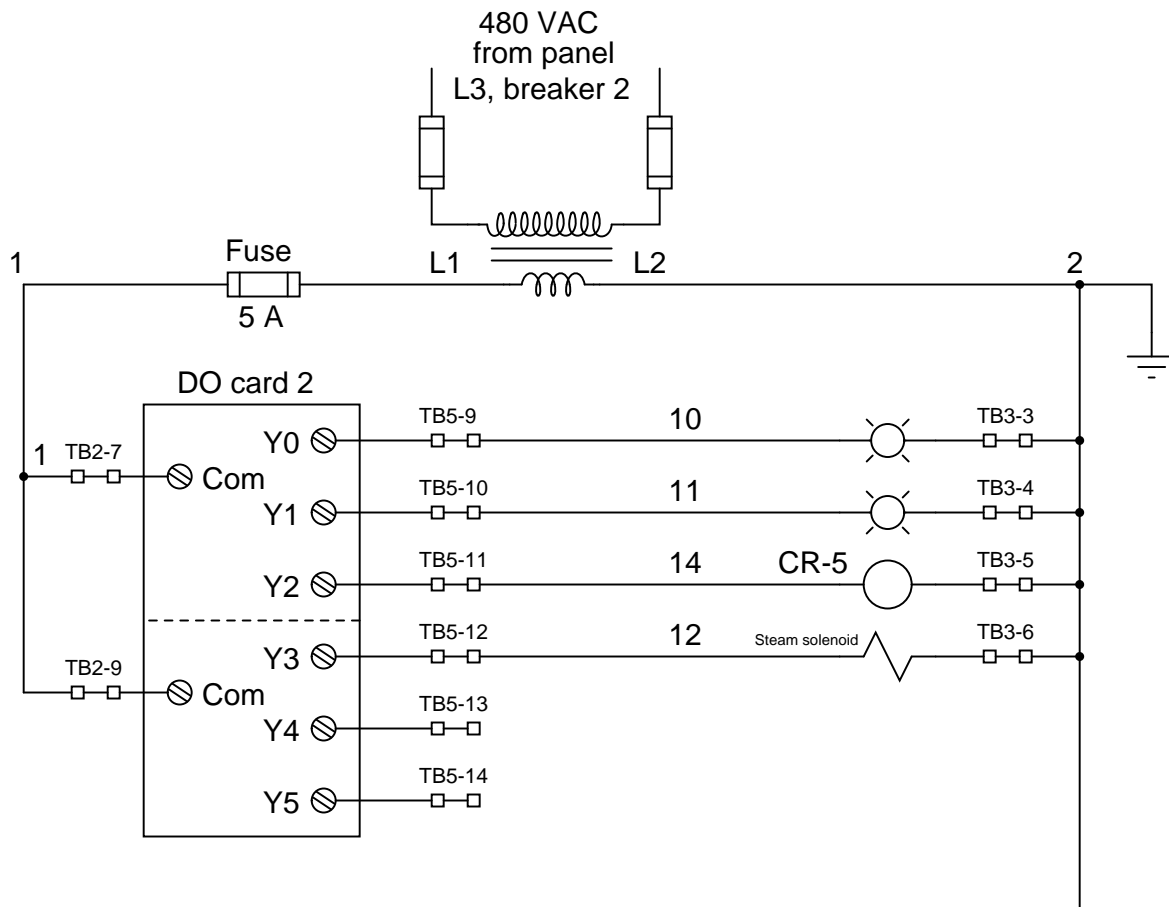 480 VAC
from panel
L3, breaker 2
1
Fuse
5 A
L1
L2
2
DO card 2
1
TB2-7
Com
Y0
TB5-9
10
TB3-3
Y1
TB5-10
11
TB3-4
Y2
TB5-11
14
CR-5
TB3-5
Y3
TB5-12
12
Steam solenoid
TB3-6
TB2-9
Com
Y4
TB5-13
Y5
TB5-14